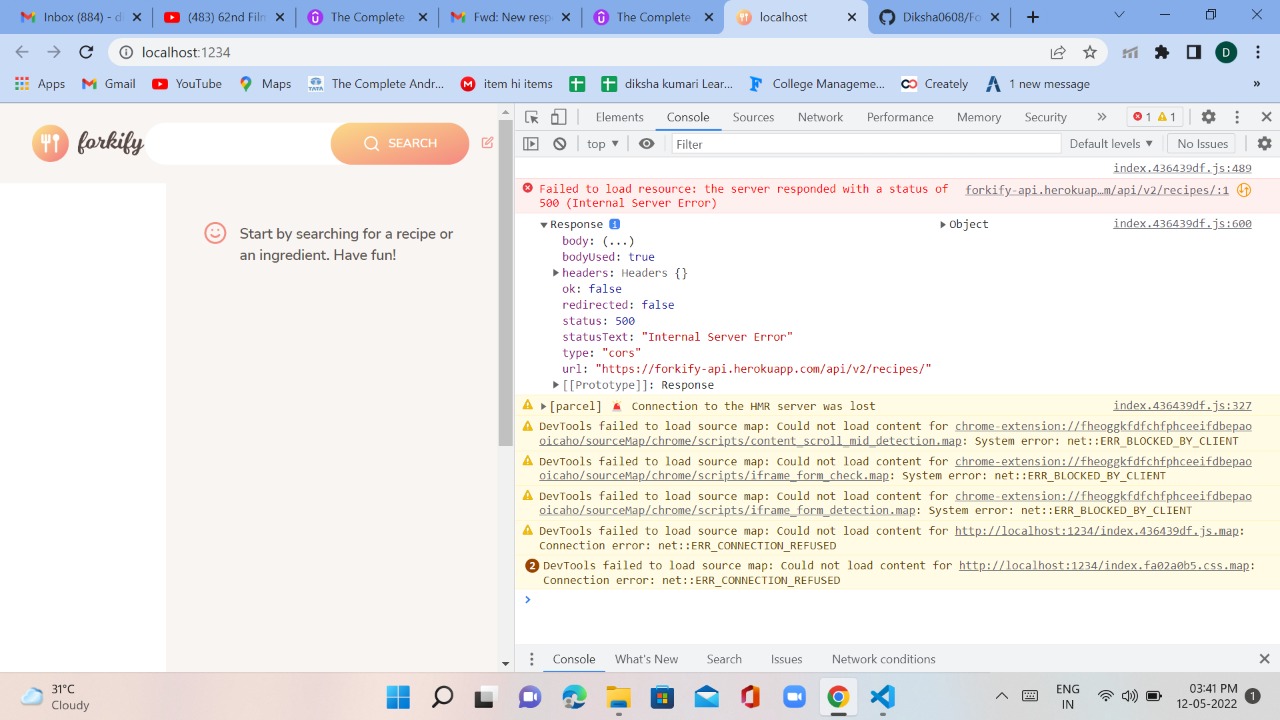 Inbox (884) - d
(483) 62nd Film
The Complete
Fwd: New resp
The Complete
localhost
Diksha0608/Fo
localhost:1234
D
Apps
Gmail
YouTube
Maps
The Complete Andr...
item hi items
diksha kumari Lear...
College Manageme...
Creately
1 new message
»
forkify
SEARCH
Start by searching for a recipe or
an ingredient. Have fun!
Elements
Console
Sources
Network
Performance
Memory
Security
»
1
1
top
Filter
Default levels
No Issues
index.436439df.js:489
Failed to load resource: the server responded with a status of
500 (Internal Server Error)
forkify-api.herokuap…m/api/v2/recipes/:1
Response i
Object
index.436439df.js:600
body: (...)
bodyUsed: true
headers: Headers {}
ok: false
redirected: false
status: 500
statusText: "Internal Server Error"
type: "cors"
url: "https://forkify-api.herokuapp.com/api/v2/recipes/"
[[Prototype]]: Response
[parcel] 🚨 Connection to the HMR server was lost
index.436439df.js:327
DevTools failed to load source map: Could not load content for chrome-extension://fheoggkfdfchfphceeifdbepao
oicaho/sourceMap/chrome/scripts/content_scroll_mid_detection.map: System error: net::ERR_BLOCKED_BY_CLIENT
DevTools failed to load source map: Could not load content for chrome-extension://fheoggkfdfchfphceeifdbepao
oicaho/sourceMap/chrome/scripts/iframe_form_check.map: System error: net::ERR_BLOCKED_BY_CLIENT
DevTools failed to load source map: Could not load content for chrome-extension://fheoggkfdfchfphceeifdbepao
oicaho/sourceMap/chrome/scripts/iframe_form_detection.map: System error: net::ERR_BLOCKED_BY_CLIENT
DevTools failed to load source map: Could not load content for http://localhost:1234/index.436439df.js.map:
Connection error: net::ERR_CONNECTION_REFUSED
2 DevTools failed to load source map: Could not load content for http://localhost:1234/index.fa02a0b5.css.map:
Connection error: net::ERR_CONNECTION_REFUSED
Console
What's New
Search
Issues
Network conditions
31°C
Cloudy
ENG
IN
03:41 PM
12-05-2022
1